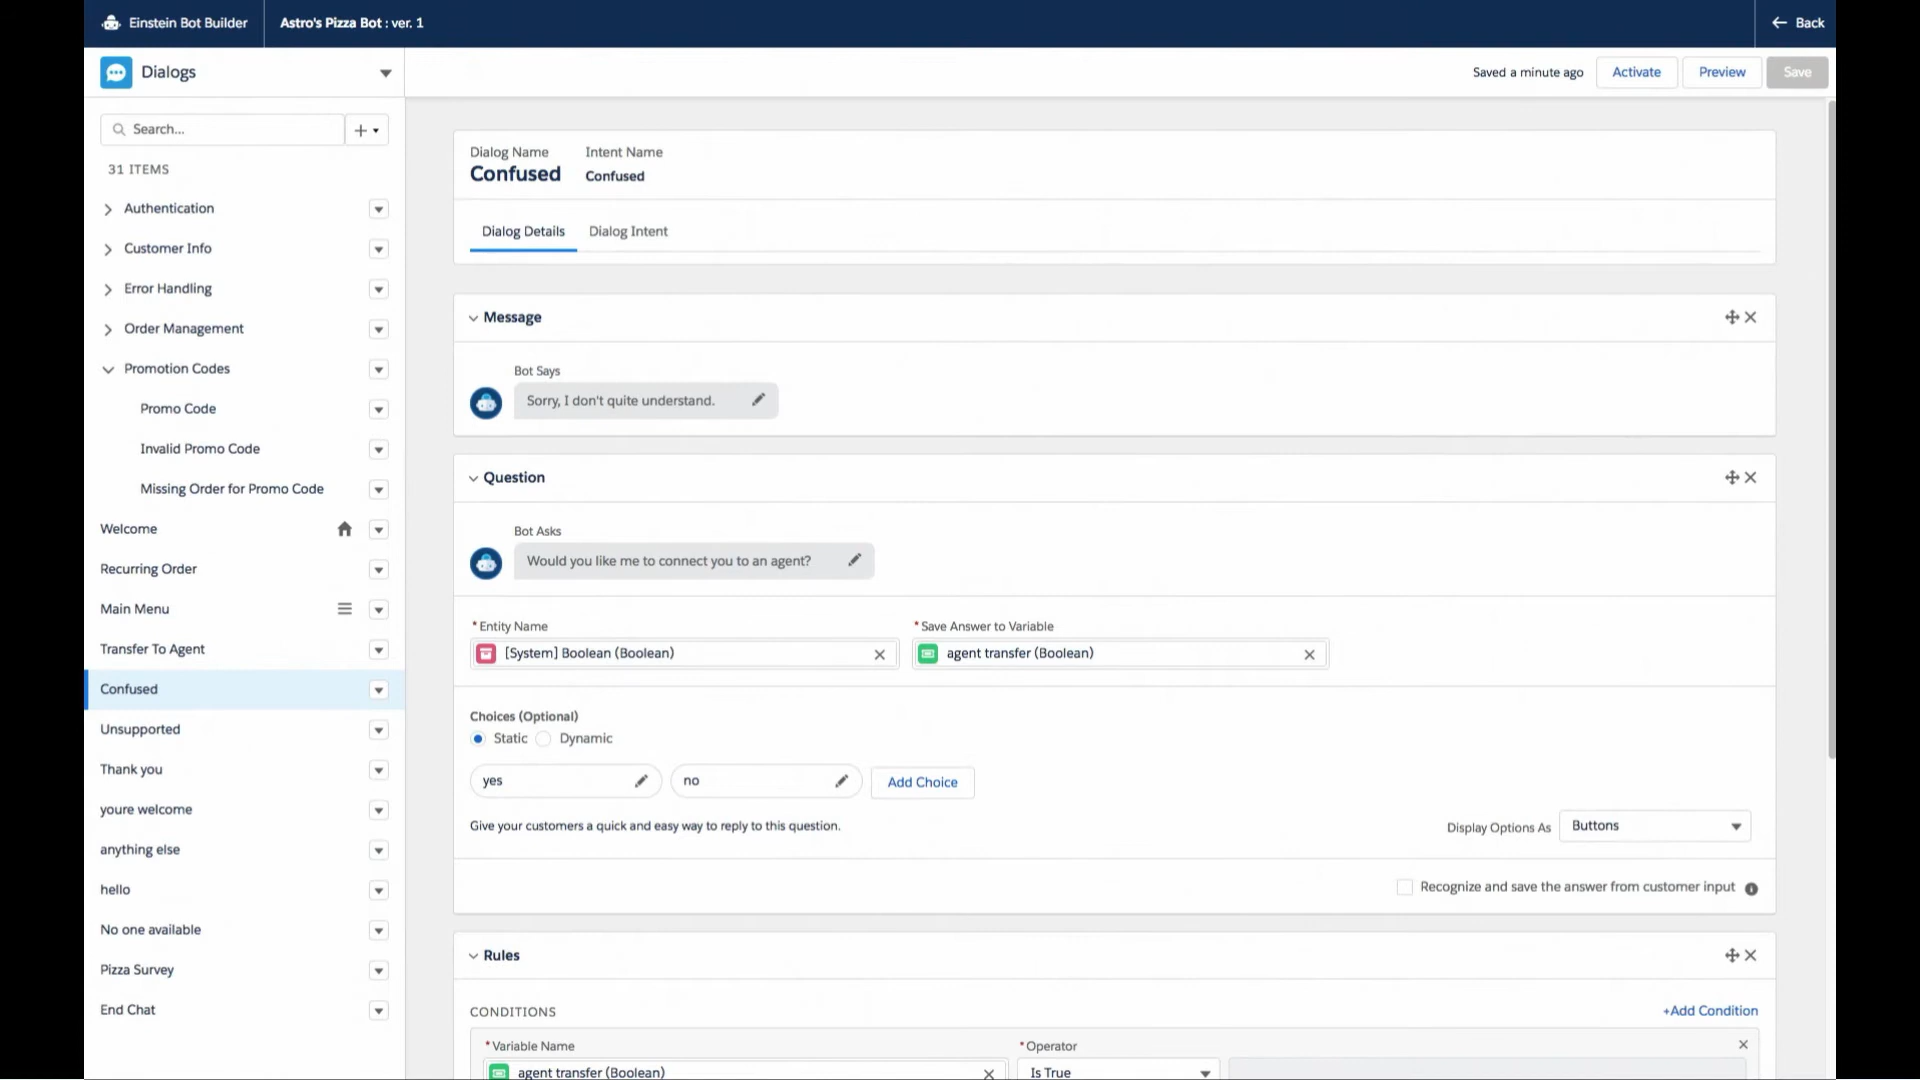 Einstein Bot Builder
Astro's Pizza Bot : ver. 1
Back
Dialogs
Saved a minute ago
Activate
Preview
Save
Search...
31 ITEMS
Authentication
Customer Info
Error Handling
Order Management
Promotion Codes
Promo Code
Invalid Promo Code
Missing Order for Promo Code
Welcome
Recurring Order
Main Menu
Transfer To Agent
Confused
Unsupported
Thank you
youre welcome
anything else
hello
No one available
Pizza Survey
End Chat
Dialog Name
Confused
Intent Name
Confused
Dialog Details
Dialog Intent
Message
Bot Says
Sorry, I don't quite understand.
Question
Bot Asks
Would you like me to connect you to an agent?
*Entity Name
[System] Boolean (Boolean)
*Save Answer to Variable
agent transfer (Boolean)
Choices (Optional)
Static
Dynamic
yes
no
Add Choice
Give your customers a quick and easy way to reply to this question.
Display Options As
Buttons
Recognize and save the answer from customer input
Rules
CONDITIONS
+Add Condition
*Variable Name
agent transfer (Boolean)
*Operator
Is True